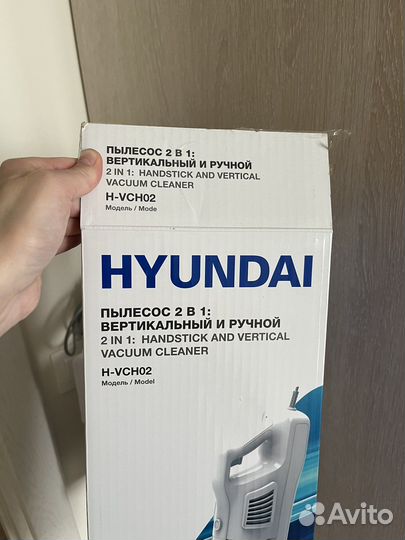 ПЫЛЕСОС 2 В 1:
ВЕРТИКАЛЬНЫЙ И РУЧНОЙ
2 IN 1: HANDSTICK AND VERTICAL
VACUUM CLEANER
H-VCH02
Модель / Mode
HYUNDAI
ПЫЛЕСОС 2 В 1:
ВЕРТИКАЛЬНЫЙ И РУЧНОЙ
2 IN 1: HANDSTICK AND VERTICAL
VACUUM CLEANER
H-VCH02
Модель / Model
Avito